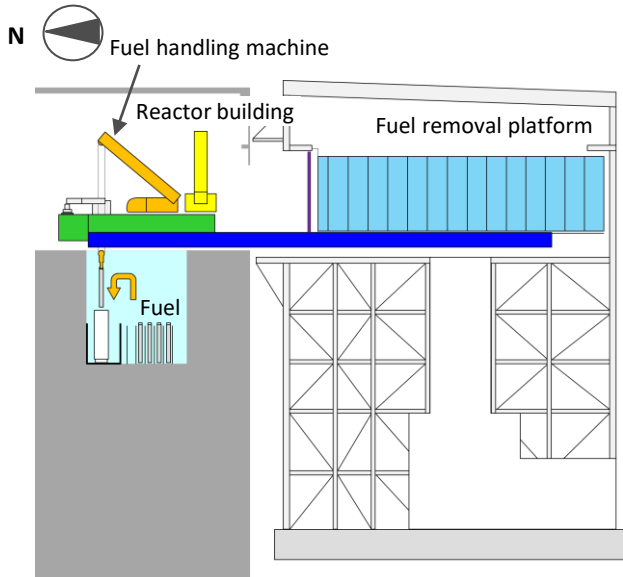 N
Fuel handling machine
Reactor building
Fuel removal platform
Fuel